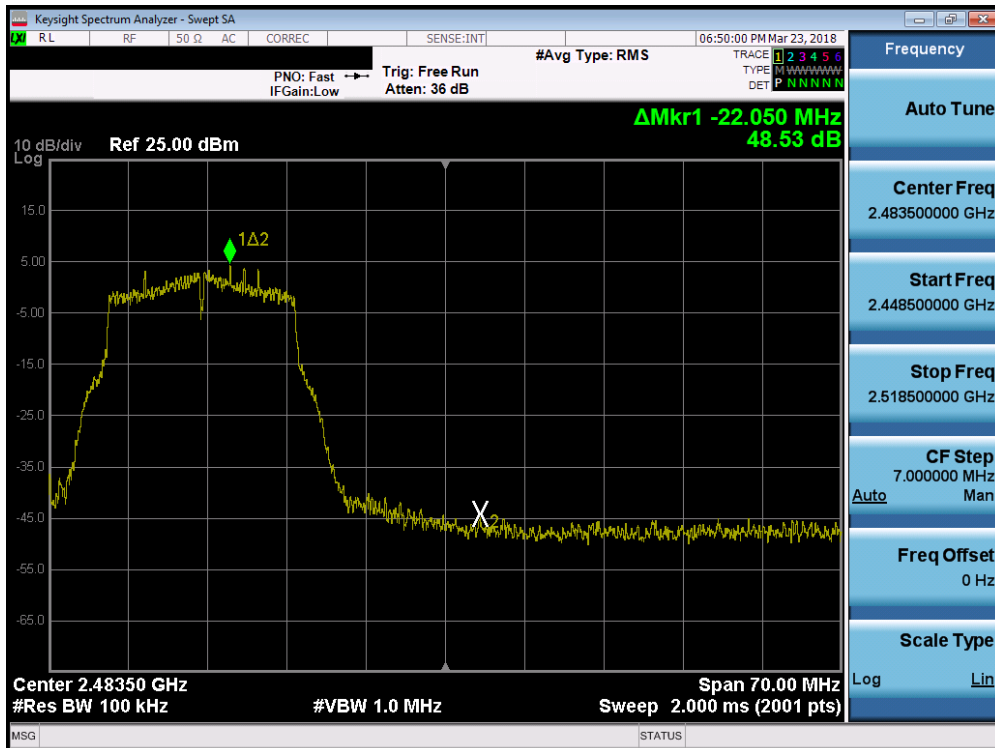 Keysight Spectrum Analyzer - Swept SA
LXI RL RF 50 Ω AC CORREC SENSE:INT 06:50:00 PM Mar 23, 2018
Frequency
#Avg Type: RMS TRACE 1 2 3 4 5 6
PNO: Fast Trig: Free Run TYPE M WWWWW
IFGain:Low Atten: 36 dB DET P N N N N N
Auto Tune
ΔMkr1 -22.050 MHz
48.53 dB
10 dB/div Ref 25.00 dBm
Log
15.0
5.00
-5.00
-15.0
-25.0
-35.0
-45.0
-55.0
-65.0
1Δ2
X2
Center Freq
2.483500000 GHz
Start Freq
2.448500000 GHz
Stop Freq
2.518500000 GHz
CF Step
7.000000 MHz
Auto Man
Freq Offset
0 Hz
Scale Type
Log Lin
Center 2.48350 GHz Span 70.00 MHz
#Res BW 100 kHz #VBW 1.0 MHz Sweep 2.000 ms (2001 pts)
MSG STATUS